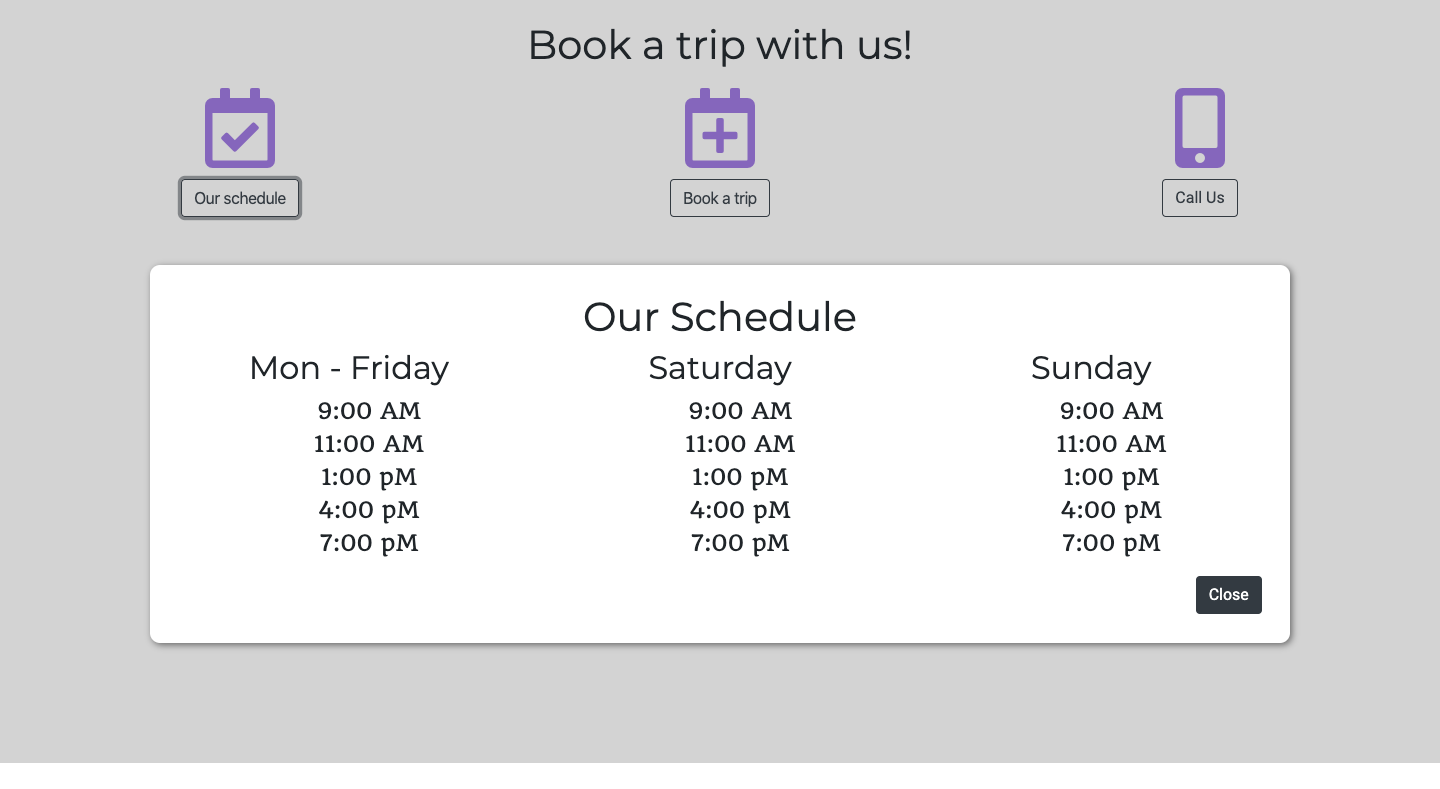 Book a trip with us!
Our schedule
Book a trip
Call Us
Our Schedule
Mon - Friday
9:00 AM
11:00 AM
1:00 pM
4:00 pM
7:00 pM
Saturday
9:00 AM
11:00 AM
1:00 pM
4:00 pM
7:00 pM
Sunday
9:00 AM
11:00 AM
1:00 pM
4:00 pM
7:00 pM
Close